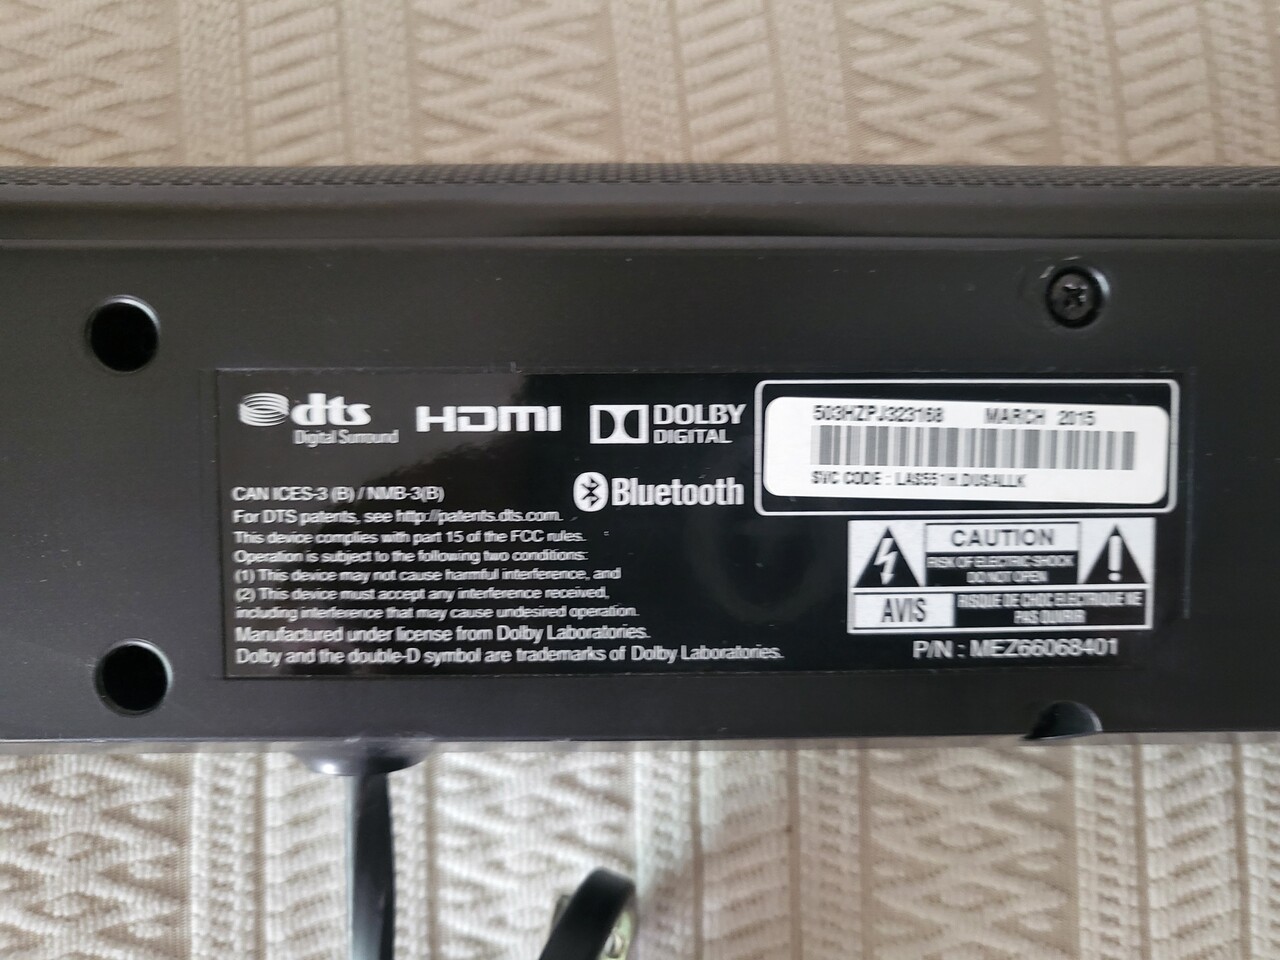 dts
Digital Surround
HDMI
DOLBY
DIGITAL
Bluetooth
503HZPJ323168 MARCH 2015
SVC CODE : LAS551H.DUSALLK
CAN ICES-3 (B) / NMB-3(B)
For DTS patents, see http://patents.dts.com.
This device complies with part 15 of the FCC rules.
Operation is subject to the following two conditions:
(1) This device may not cause harmful interference, and
(2) This device must accept any interference received,
including interference that may cause undesired operation.
Manufactured under license from Dolby Laboratories.
Dolby and the double-D symbol are trademarks of Dolby Laboratories.
CAUTION
RISK OF ELECTRIC SHOCK
DO NOT OPEN
AVIS
RISQUE DE CHOC ELECTRIQUE NE
PAS OUVRIR
P/N : MEZ66068401